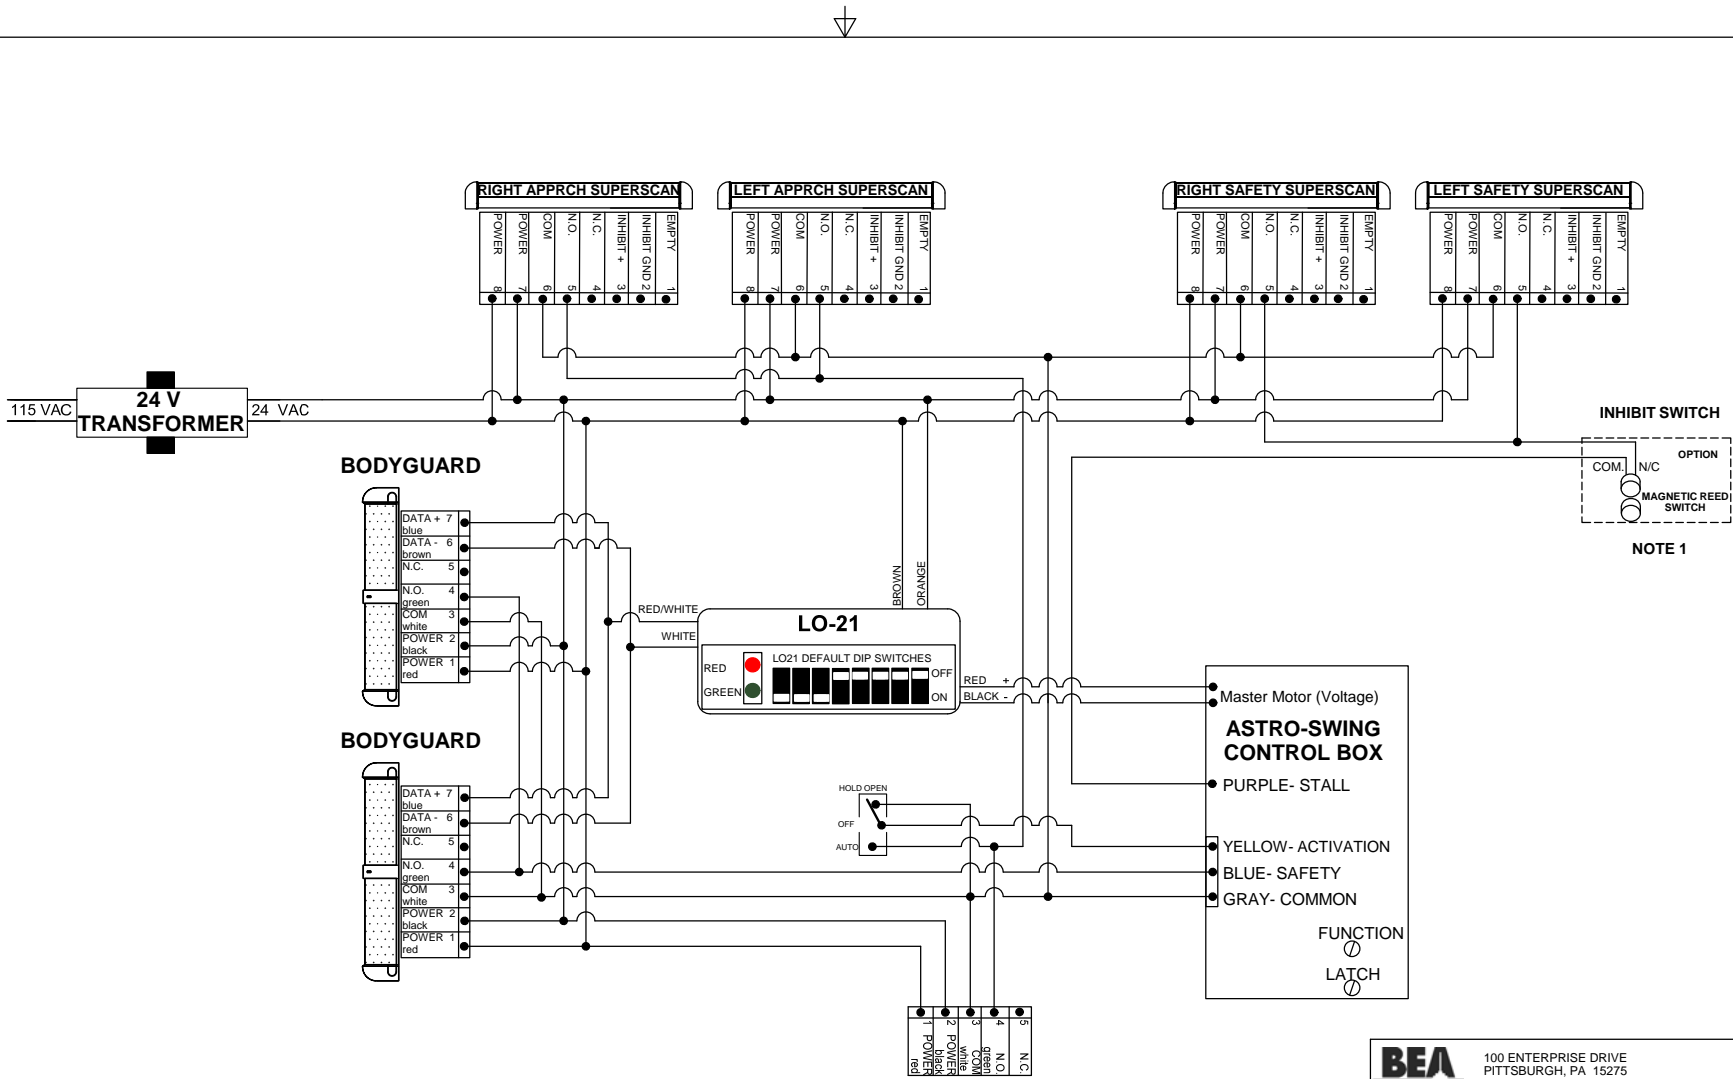 RIGHT APPRCH SUPERSCAN
POWER 8
POWER 7
COM 6
N.O. 5
N.C. 4
INHIBIT + 3
INHIBIT GND 2
EMPTY 1
LEFT APPRCH SUPERSCAN
POWER 8
POWER 7
COM 6
N.O. 5
N.C. 4
INHIBIT + 3
INHIBIT GND 2
EMPTY 1
RIGHT SAFETY SUPERSCAN
POWER 8
POWER 7
COM 6
N.O. 5
N.C. 4
INHIBIT + 3
INHIBIT GND 2
EMPTY 1
LEFT SAFETY SUPERSCAN
POWER 8
POWER 7
COM 6
N.O. 5
N.C. 4
INHIBIT + 3
INHIBIT GND 2
EMPTY 1
115 VAC
24 V
TRANSFORMER
24 VAC
INHIBIT SWITCH
OPTION
COM.
N/C
MAGNETIC REED
SWITCH
NOTE 1
BODYGUARD
DATA + 7
blue
DATA - 6
brown
N.C. 5
N.O. 4
green
COM 3
white
POWER 2
black
POWER 1
red
BROWN
ORANGE
RED/WHITE
WHITE
LO-21
LO21 DEFAULT DIP SWITCHES
RED
GREEN
OFF
ON
RED +
BLACK -
Master Motor (Voltage)
ASTRO-SWING
CONTROL BOX
PURPLE- STALL
YELLOW- ACTIVATION
BLUE- SAFETY
GRAY- COMMON
FUNCTION
LATCH
BODYGUARD
DATA + 7
blue
DATA - 6
brown
N.C. 5
N.O. 4
green
COM 3
white
POWER 2
black
POWER 1
red
HOLD OPEN
OFF
AUTO
1 POWER
red
2 POWER
black
3 COM
white
4 N.O.
green
5 N.C.
BEA
100 ENTERPRISE DRIVE
PITTSBURGH, PA 15275